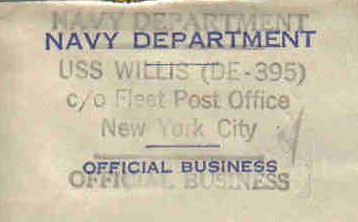 NAVY DEPARTMENT
NAVY DEPARTMENT
USS WILLIS (DE-395)
c/o Fleet Post Office
New York City
OFFICIAL BUSINESS
OFFICIAL BUSINESS